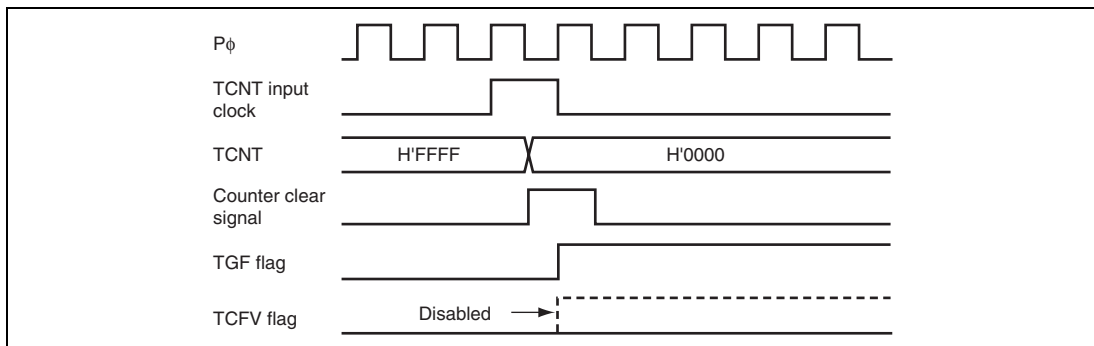 Pϕ
TCNT input
clock
TCNT
H'FFFF
H'0000
Counter clear
signal
TGF flag
TCFV flag
Disabled